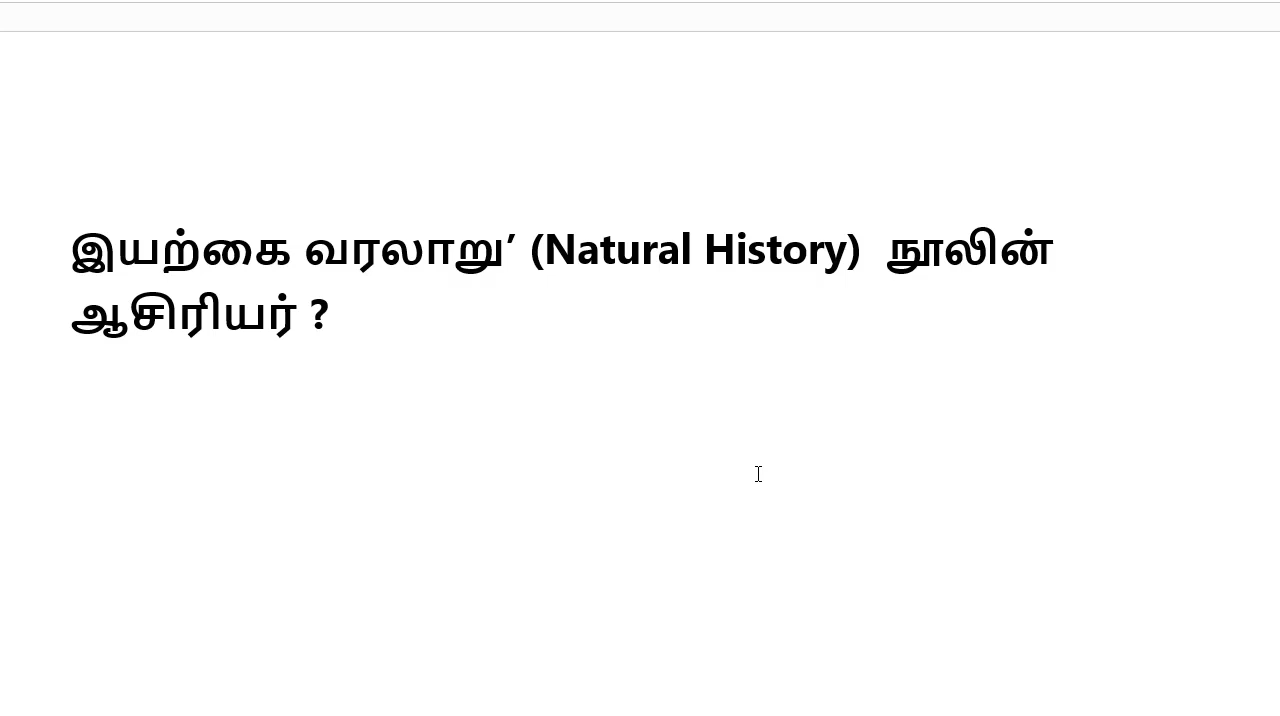 இயற்கை வரலாறு’ (Natural History)  நூலின்
ஆசிரியர் ?